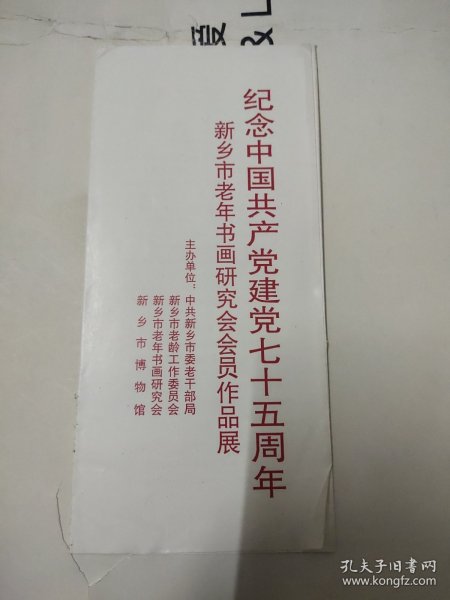 纪念中国共产党建党七十五周年
新乡市老年书画研究会会员作品展
主办单位：中共新乡市委老干部局
新乡市老龄工作委员会
新乡市老年书画研究会
新乡市博物馆
孔夫子旧书网
www.kongfz.com